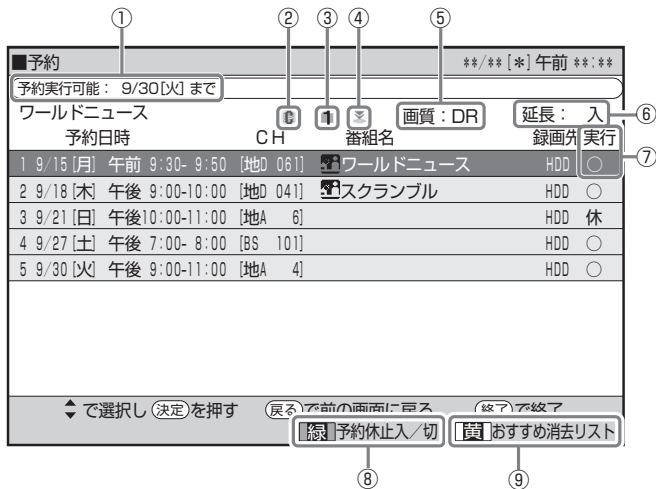 ① ② ③ ④ ⑤
■予約 **/** [*] 午前 **:**
予約実行可能： 9/30[火] まで
ワールドニュース 1 画質：DR 延長： 入 ⑥
予約日時 CH 番組名 録画先 実行 ⑦
1 9/15[月] 午前 9:30- 9:50 [地D 061] ワールドニュース HDD ○
2 9/18[木] 午後 9:00-10:00 [地D 041] スクランブル HDD ○
3 9/21[日] 午後10:00-11:00 [地A 6] HDD 休
4 9/27[土] 午後 7:00- 8:00 [BS 101] HDD ○
5 9/30[火] 午後 9:00-11:00 [地A 4] HDD ○
で選択し 決定 を押す 戻る で前の画面に戻る 終了 で終了
緑 予約休止入／切 黄 おすすめ消去リスト
⑧ ⑨